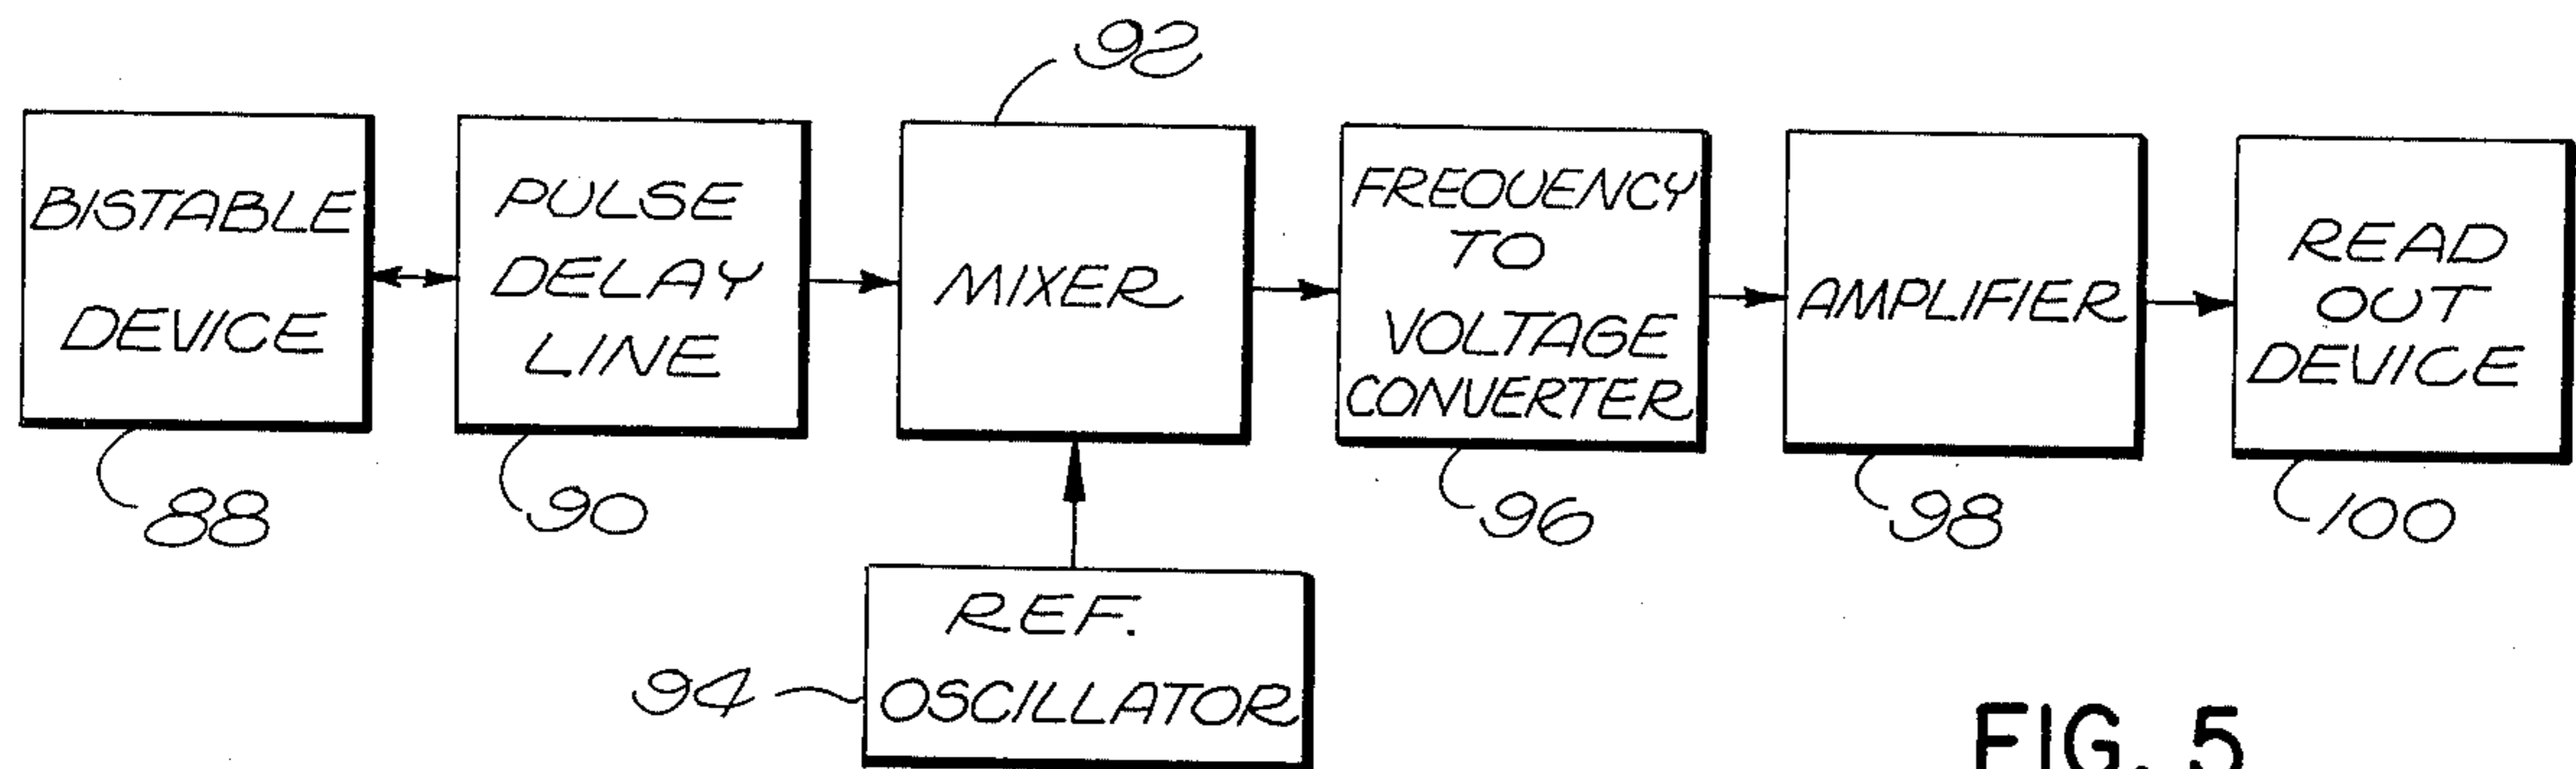 92
BISTABLE
DEVICE
PULSE
DELAY
LINE
MIXER
FREQUENCY
TO
VOLTAGE
CONVERTER
AMPLIFIER
READ
OUT
DEVICE
88
90
96
98
100
REF.
OSCILLATOR
94
FIG. 5